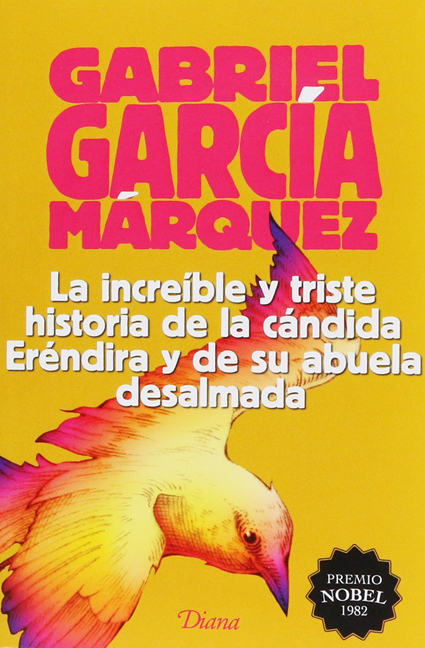 GABRIEL
GARCÍA
MÁRQUEZ
La increíble y triste
historia de la cándida
Eréndira y de su abuela
desalmada
PREMIO
NOBEL
1982
Diana